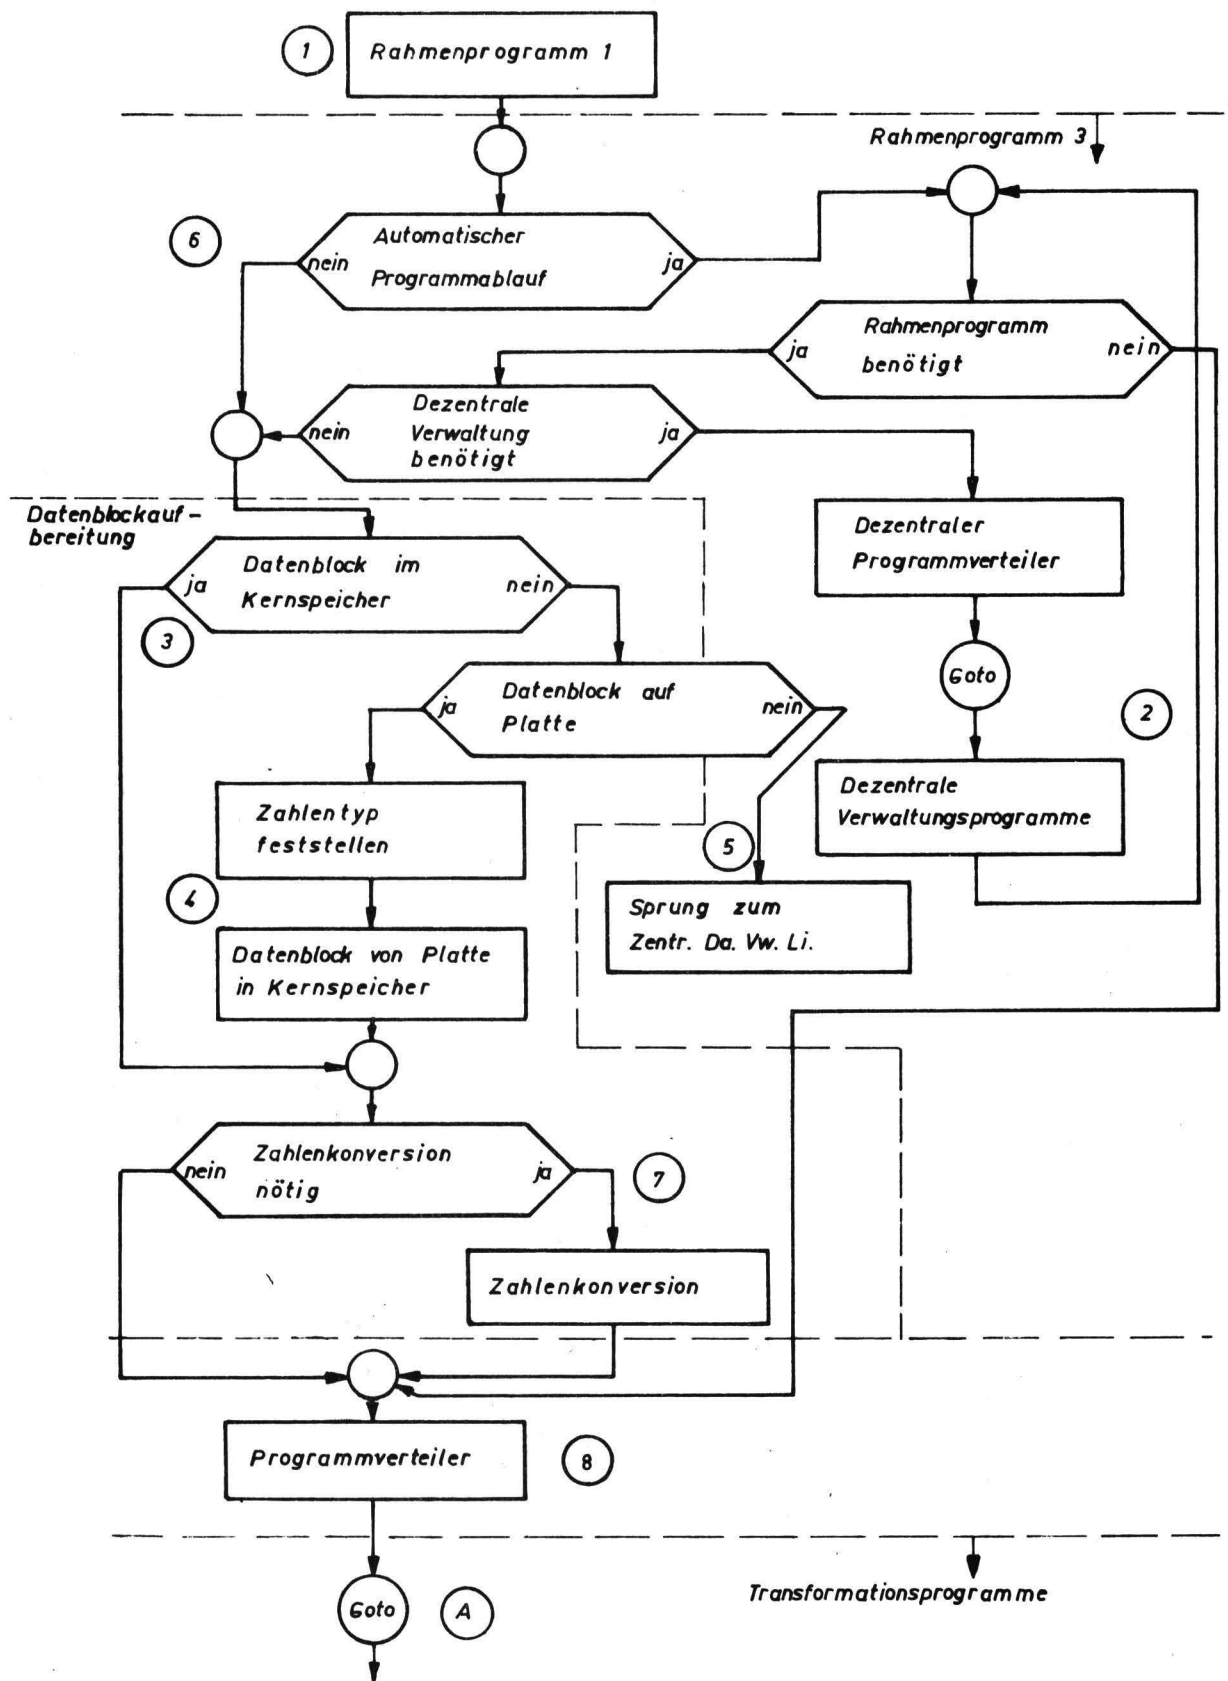 1
Rahmenprogramm 1
Rahmenprogramm 3
6
Automatischer
nein
ja
Programmablauf
Rahmenprogramm
ja
nein
benötigt
Dezentrale
nein
Verwaltung
ja
benötigt
Datenblockauf-
bereitung
Dezentraler
Programmverteiler
Datenblock im
ja
nein
Kernspeicher
3
Goto
2
Datenblock auf
ja
nein
Platte
Dezentrale
Verwaltungsprogramme
Zahlentyp
feststellen
5
4
Sprung zum
Zentr. Da. Vw. Li.
Datenblock von Platte
in Kernspeicher
Zahlenkonversion
nein
ja
nötig
7
Zahlenkonversion
Programmverteiler
8
Transformationsprogramme
Goto
A